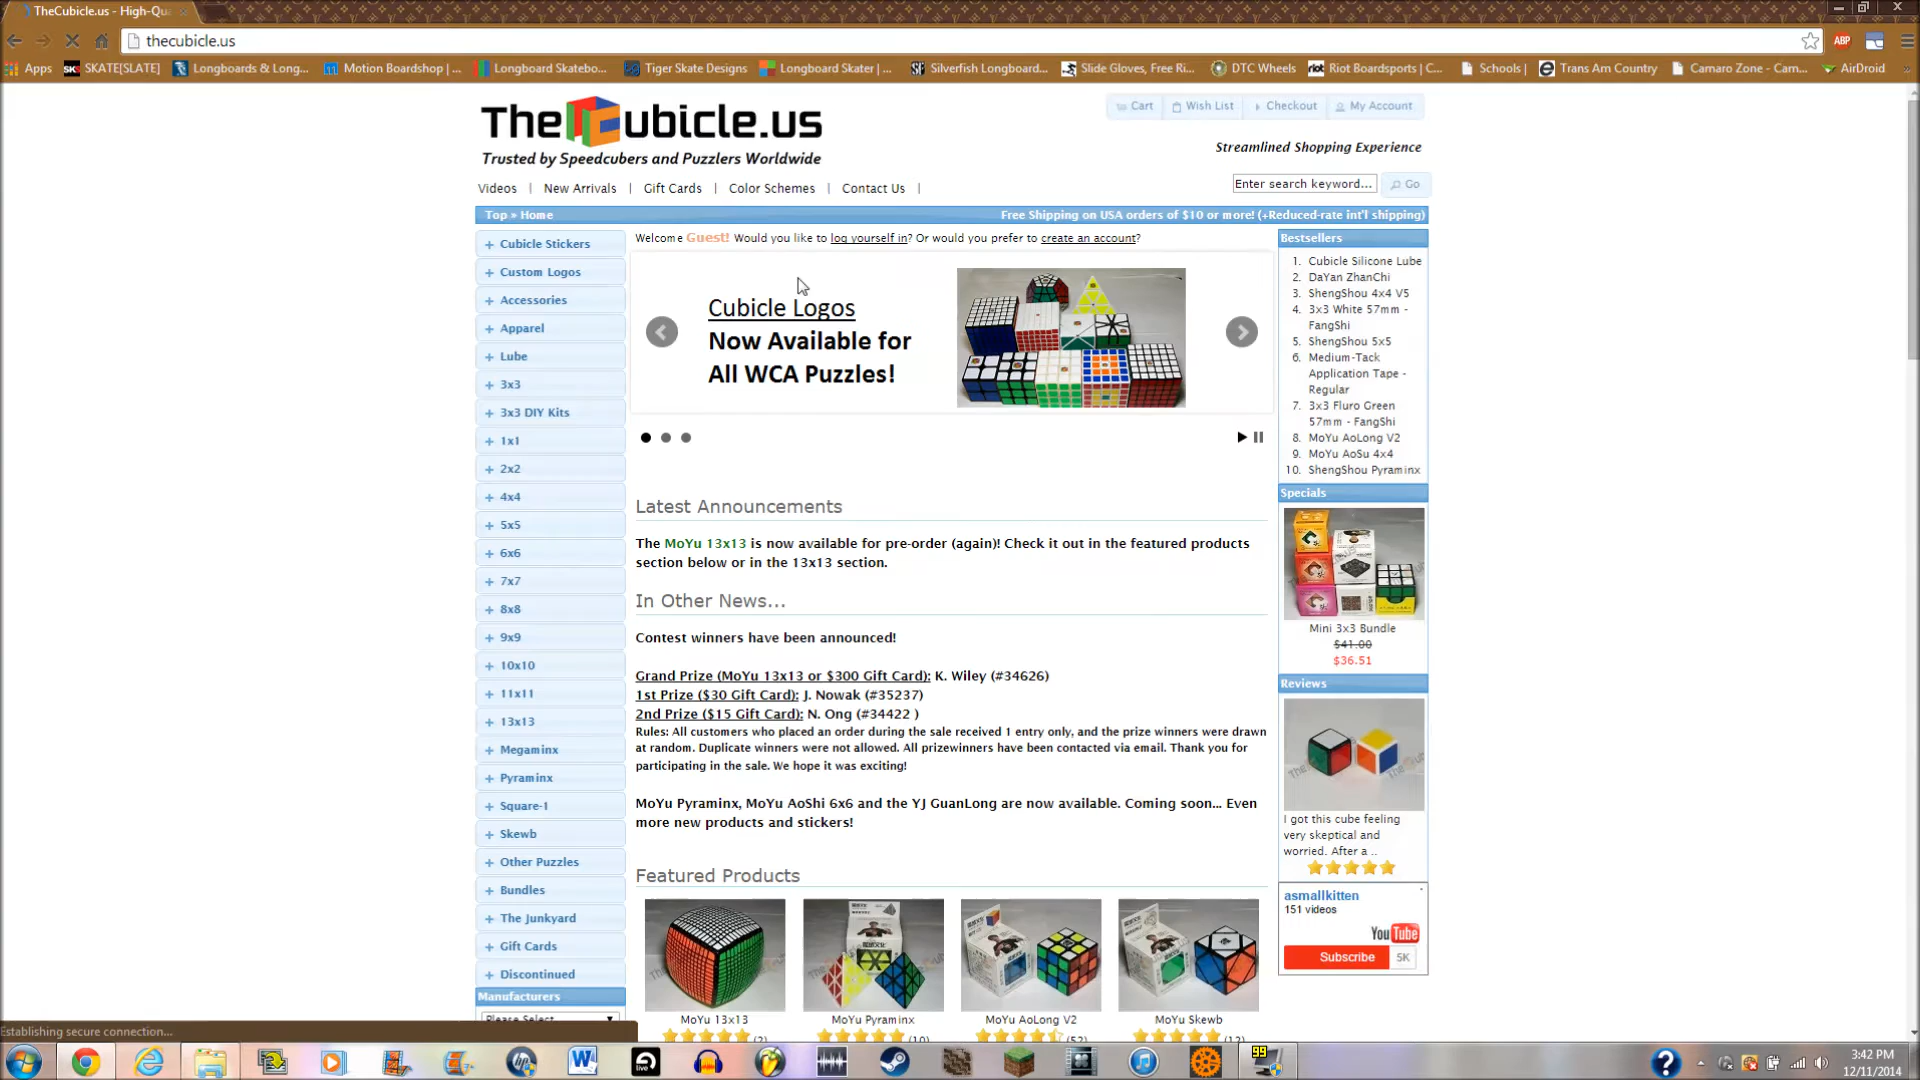 TheCubicle.us - High-Qua
thecubicle.us
ABP
Apps
SKATE[SLATE]
Longboards & Long...
Motion Boardshop | ...
Longboard Skatebo...
Tiger Skate Designs
Longboard Skater | ...
Silverfish Longboard...
Slide Gloves, Free Ri...
DTC Wheels
Riot Boardsports | C...
Schools |
Trans Am Country
Camaro Zone - Cam...
AirDroid
TheCubicle.us
Trusted by Speedcubers and Puzzlers Worldwide
Cart
Wish List
Checkout
My Account
Streamlined Shopping Experience
Videos | New Arrivals | Gift Cards | Color Schemes | Contact Us |
Enter search keyword...
Go
Top » Home
Free Shipping on USA orders of $10 or more! (+Reduced-rate int'l shipping)
+ Cubicle Stickers
+ Custom Logos
+ Accessories
+ Apparel
+ Lube
+ 3x3
+ 3x3 DIY Kits
+ 1x1
+ 2x2
+ 4x4
+ 5x5
+ 6x6
+ 7x7
+ 8x8
+ 9x9
+ 10x10
+ 11x11
+ 13x13
+ Megaminx
+ Pyraminx
+ Square-1
+ Skewb
+ Other Puzzles
+ Bundles
+ The Junkyard
+ Gift Cards
+ Discontinued
Manufacturers
Please Select
Welcome Guest! Would you like to log yourself in? Or would you prefer to create an account?
Cubicle Logos
Now Available for
All WCA Puzzles!
Latest Announcements
The MoYu 13x13 is now available for pre-order (again)! Check it out in the featured products
section below or in the 13x13 section.
In Other News...
Contest winners have been announced!
Grand Prize (MoYu 13x13 or $300 Gift Card): K. Wiley (#34626)
1st Prize ($30 Gift Card): J. Nowak (#35237)
2nd Prize ($15 Gift Card): N. Ong (#34422 )
Rules: All customers who placed an order during the sale received 1 entry only, and the prize winners were drawn
at random. Duplicate winners were not allowed. All prizewinners have been contacted via email. Thank you for
participating in the sale. We hope it was exciting!
MoYu Pyraminx, MoYu AoShi 6x6 and the YJ GuanLong are now available. Coming soon... Even
more new products and stickers!
Featured Products
MoYu 13x13
(2)
MoYu Pyraminx
(10)
MoYu AoLong V2
(52)
MoYu Skewb
(12)
Bestsellers
1. Cubicle Silicone Lube
2. DaYan ZhanChi
3. ShengShou 4x4 V5
4. 3x3 White 57mm -
FangShi
5. ShengShou 5x5
6. Medium-Tack
Application Tape -
Regular
7. 3x3 Fluro Green
57mm - FangShi
8. MoYu AoLong V2
9. MoYu AoSu 4x4
10. ShengShou Pyraminx
Specials
Mini 3x3 Bundle
$41.00
$36.51
Reviews
I got this cube feeling
very skeptical and
worried. After a ..
asmallkitten
151 videos
YouTube
Subscribe
5K
Establishing secure connection...
hp
W
live
99
?
3:42 PM
12/11/2014